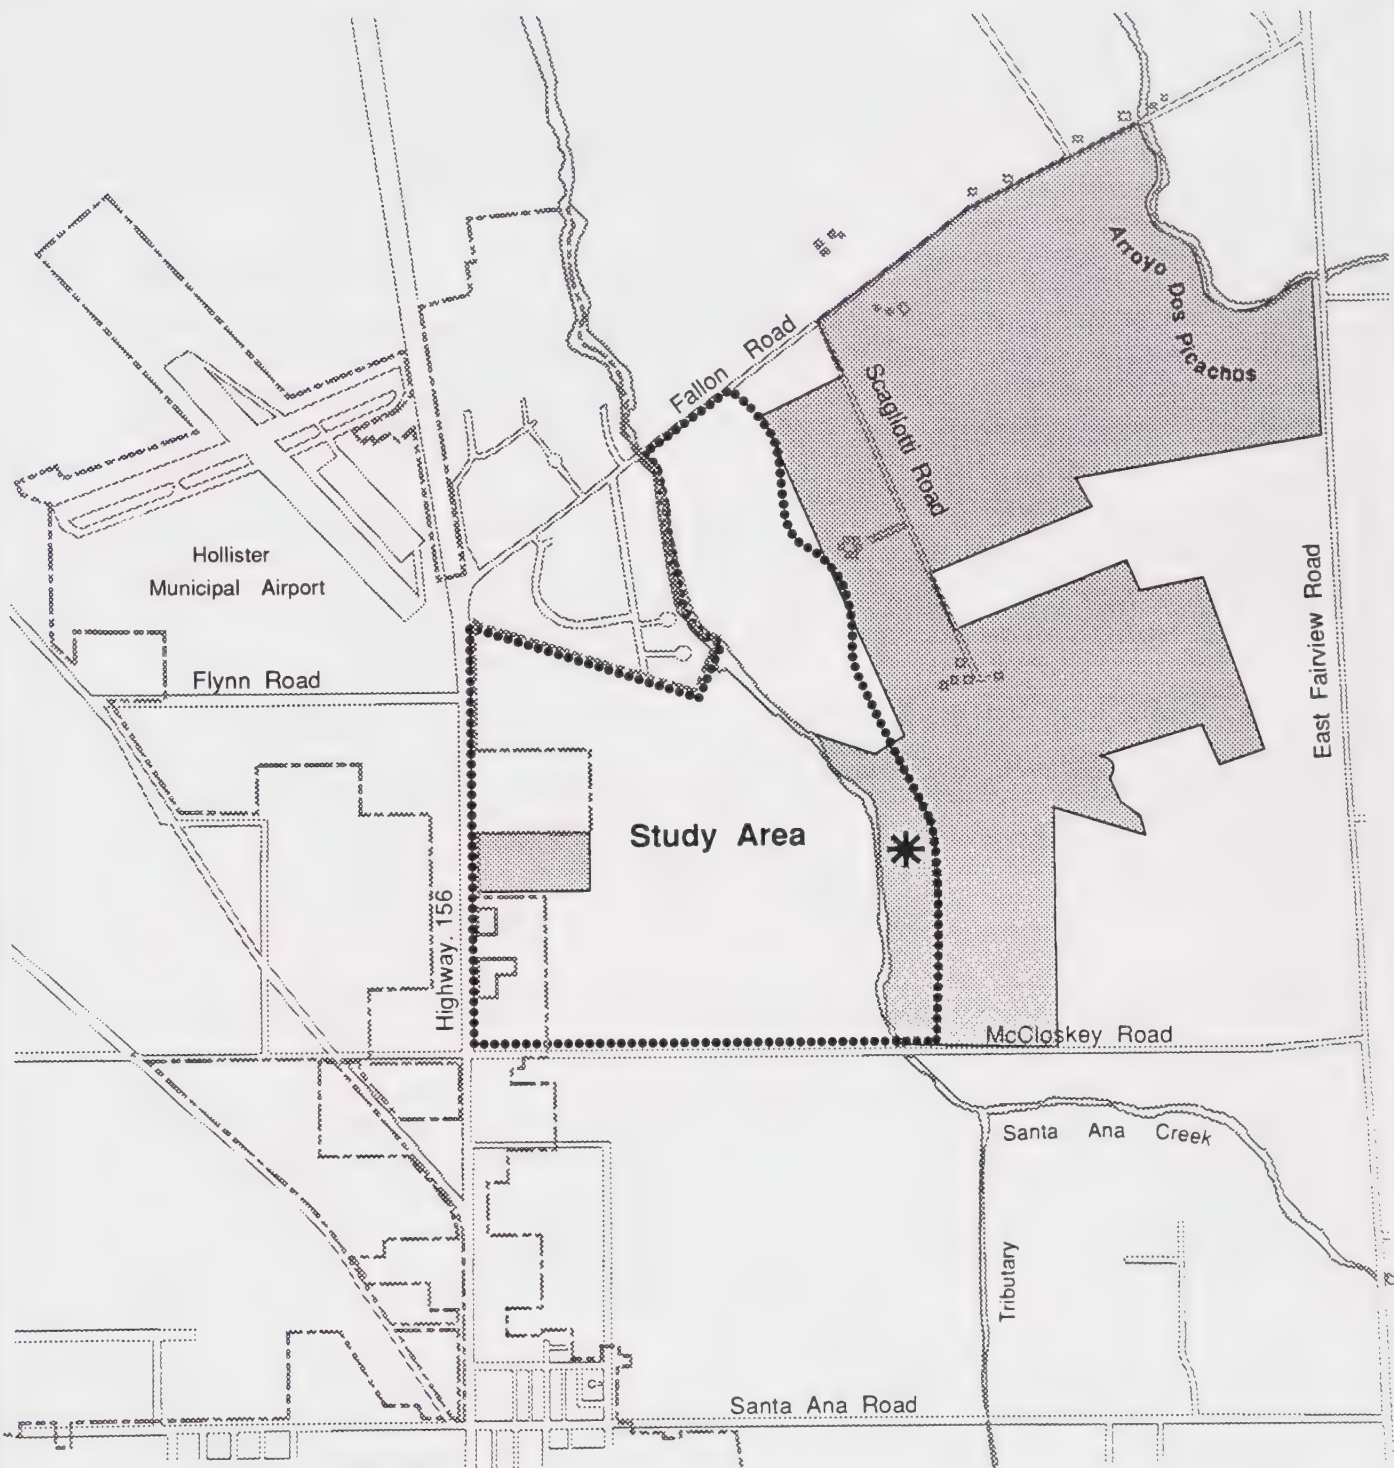 Arroyo Dos Picachos
Fallon Road
Scagliotti Road
Hollister
Municipal Airport
East Fairview Road
Flynn Road
Study Area
Highway. 156
McCloskey Road
Santa Ana Creek
Tributary
Santa Ana Road